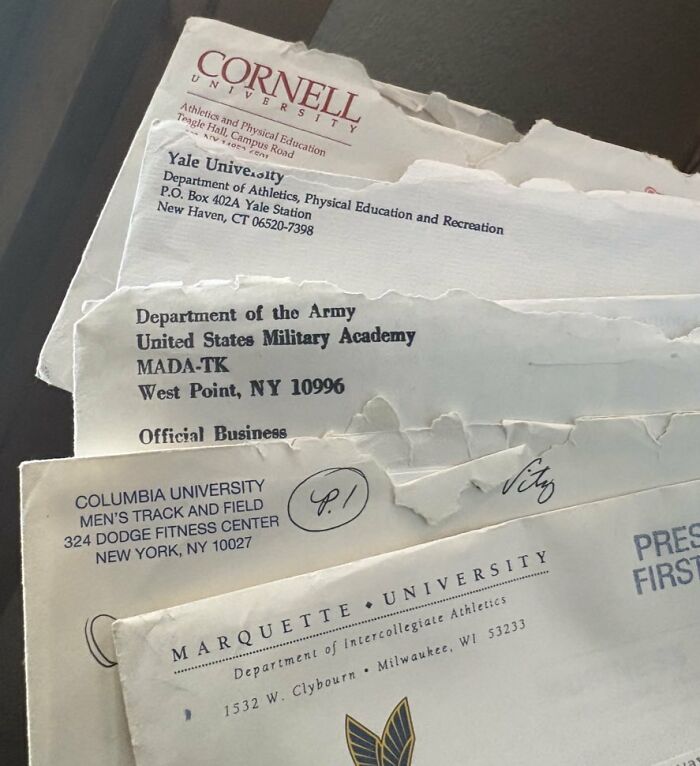 CORNELL
UNIVERSITY
Athletics and Physical Education
Teagle Hall, Campus Road
Yale University
Department of Athletics, Physical Education and Recreation
P.O. Box 402A Yale Station
New Haven, CT 06520-7398
Department of the Army
United States Military Academy
MADA-TK
West Point, NY 10996
Official Business
COLUMBIA UNIVERSITY
MEN'S TRACK AND FIELD
324 DODGE FITNESS CENTER
NEW YORK, NY 10027
P.1
MARQUETTE • UNIVERSITY
Department of Intercollegiate Athletics
1532 W. Clybourn • Milwaukee, WI 53233
PRES
FIRST